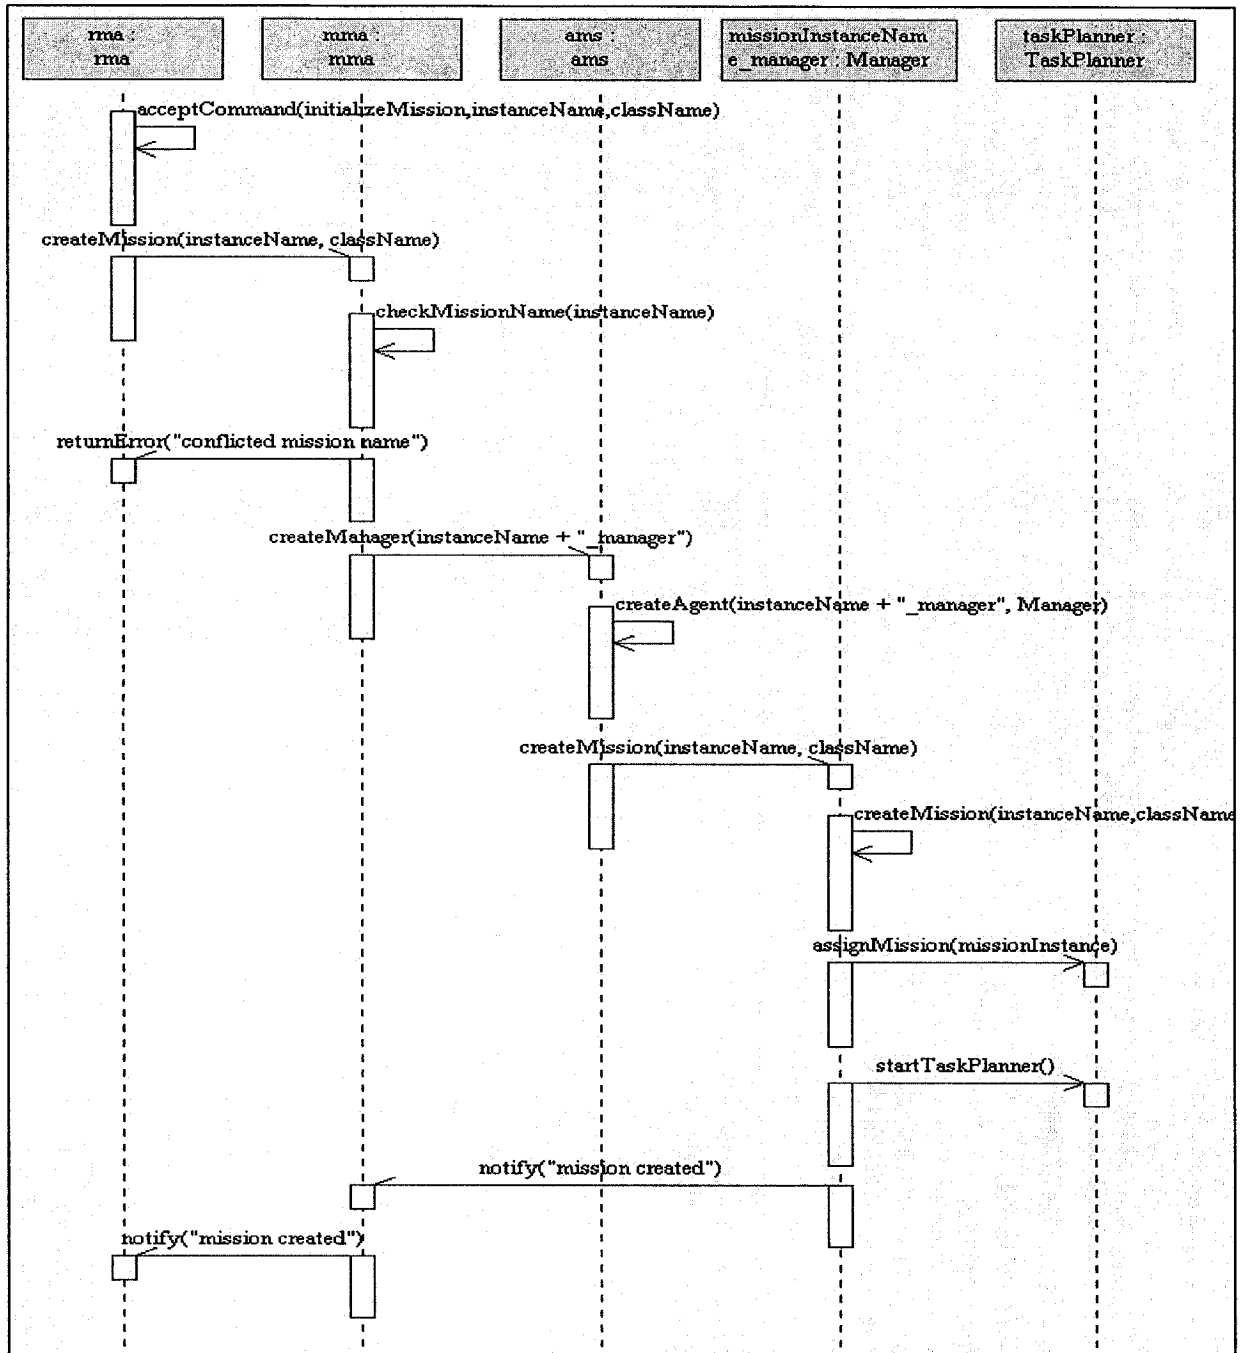 rma :
rma
mma :
mma
ams :
ams
missionInstanceNam
e_manager : Manager
taskPlanner :
TaskPlanner
acceptCommand(initializeMission,instanceName,className)
createMission(instanceName, className)
checkMissionName(instanceName)
returnError("conflicted mission name")
createManager(instanceName + "_manager")
createAgent(instanceName + "_manager", Manager)
createMission(instanceName, className)
createMission(instanceName,className
assignMission(missionInstance)
startTaskPlanner()
notify("mission created")
notify("mission created")